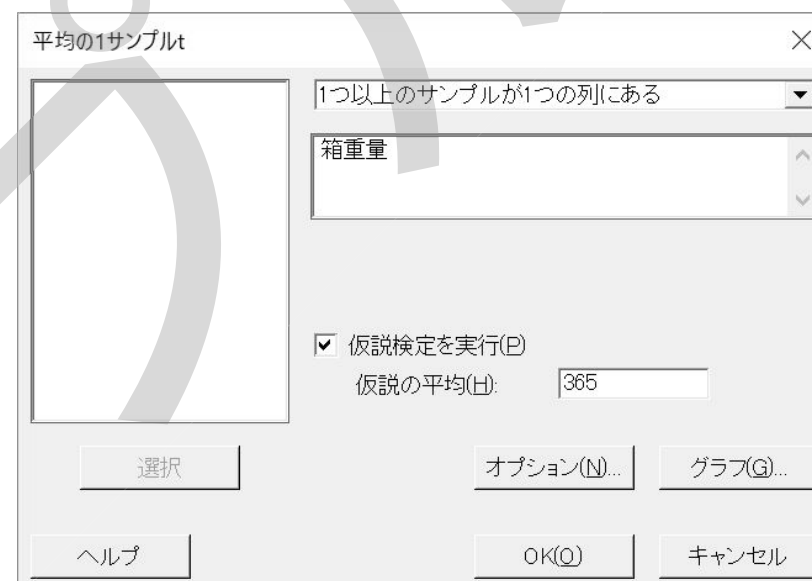 平均の1サンプルt
1つ以上のサンプルが1つの列にある
箱重量
仮説検定を実行(P)
仮説の平均(H): 365
選択 オプション(N)... グラフ(G)...
ヘルプ OK(O) キャンセル